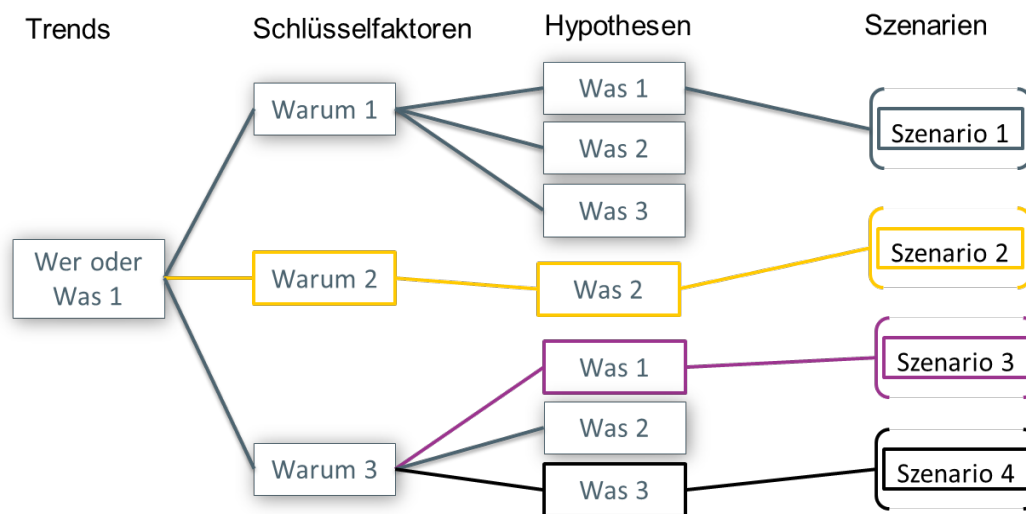 Trends
Schlüsselfaktoren
Hypothesen
Szenarien
Wer oder
Was 1
Warum 1
Was 1
Was 2
Was 3
Szenario 1
Warum 2
Was 2
Szenario 2
Warum 3
Was 1
Was 2
Was 3
Szenario 3
Szenario 4